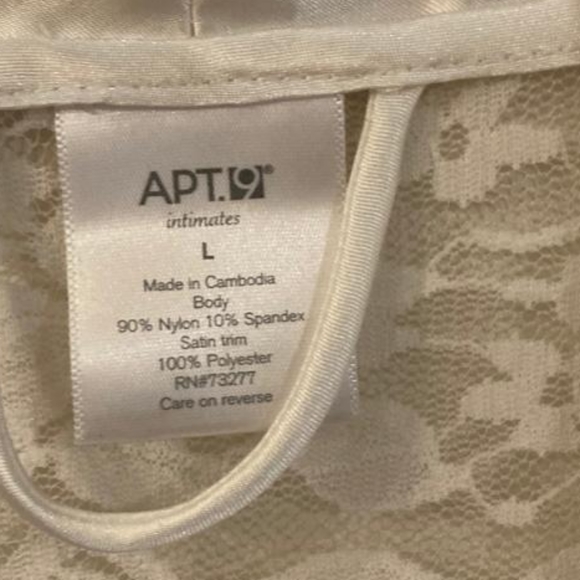 APT.9®
intimates
L
Made in Cambodia
Body
90% Nylon 10% Spandex
Satin trim
100% Polyester
RN#73277
Care on reverse